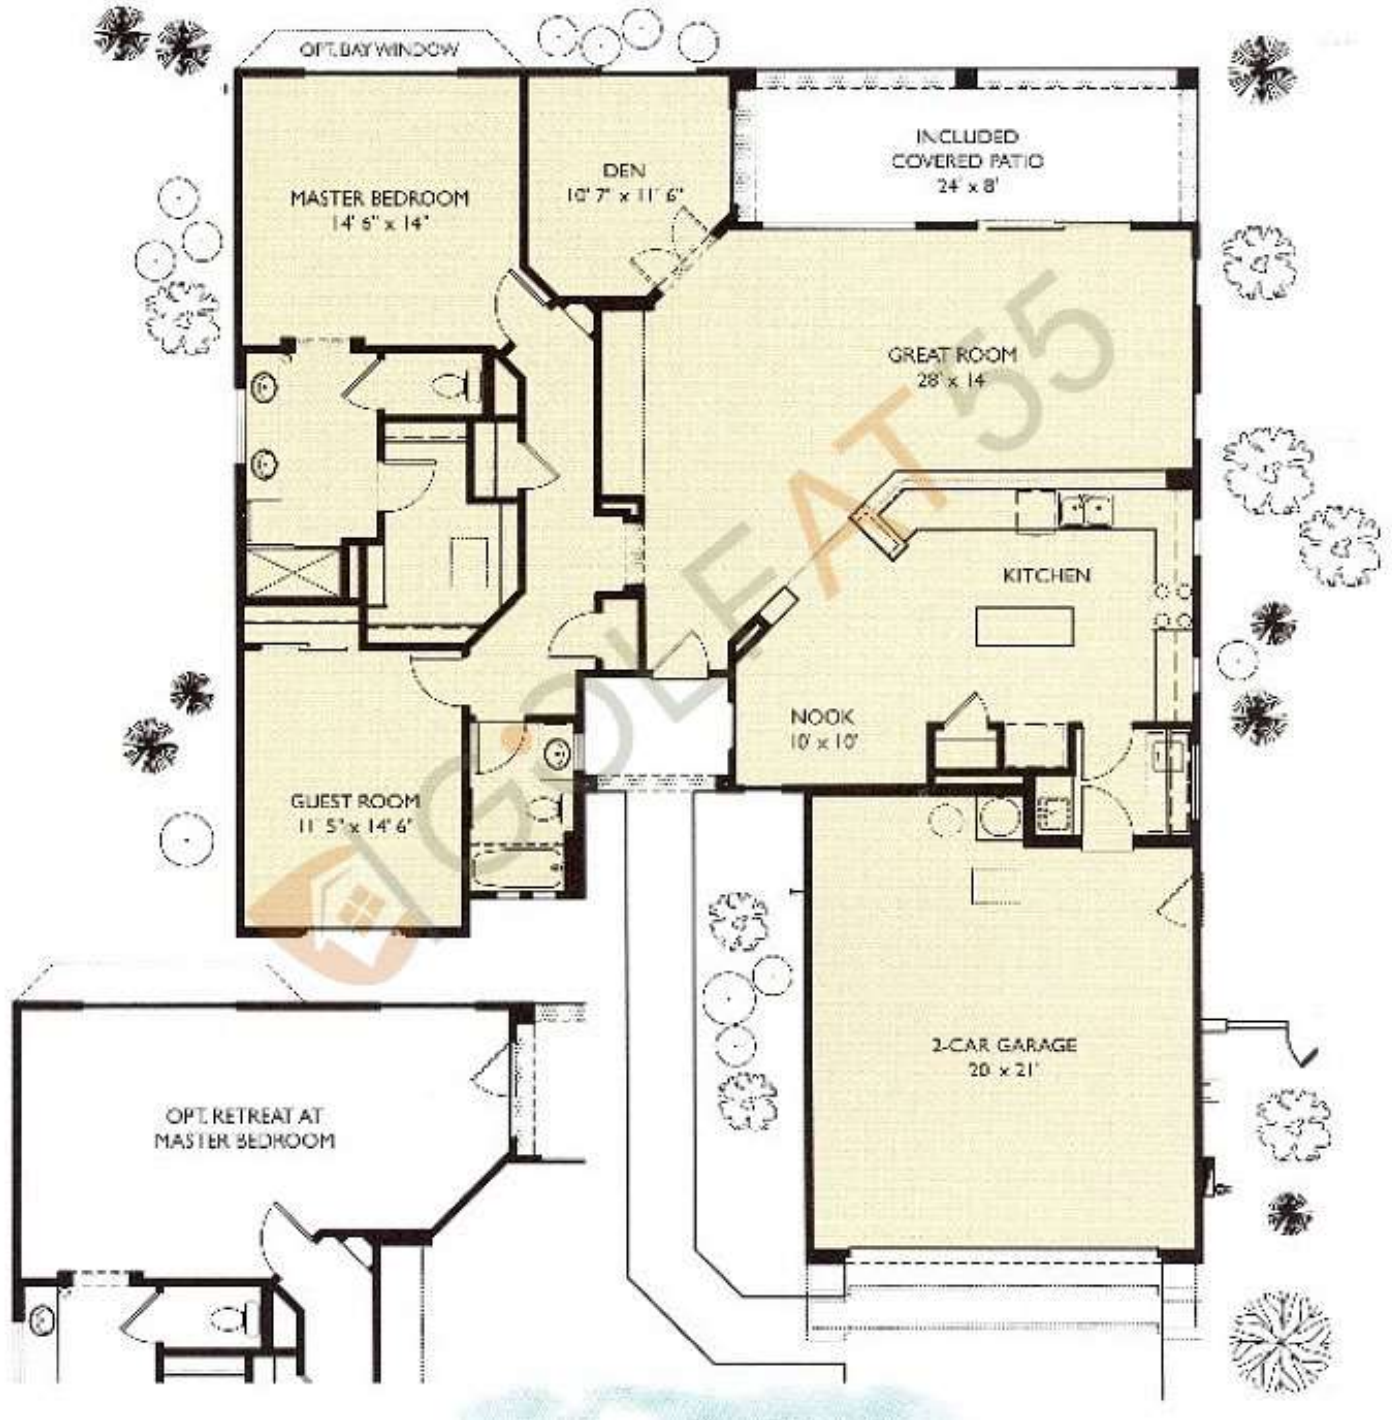 OPT. BAY WINDOW
MASTER BEDROOM
14' 6" x 14"
DEN
10' 7" x 11' 6"
INCLUDED
COVERED PATIO
24' x 8'
GREAT ROOM
28' x 14
KITCHEN
NOOK
10' x 10'
GUEST ROOM
11' 5" x 14' 6"
2-CAR GARAGE
20' x 21'
OPT. RETREAT AT
MASTER BEDROOM
GOLFAT55